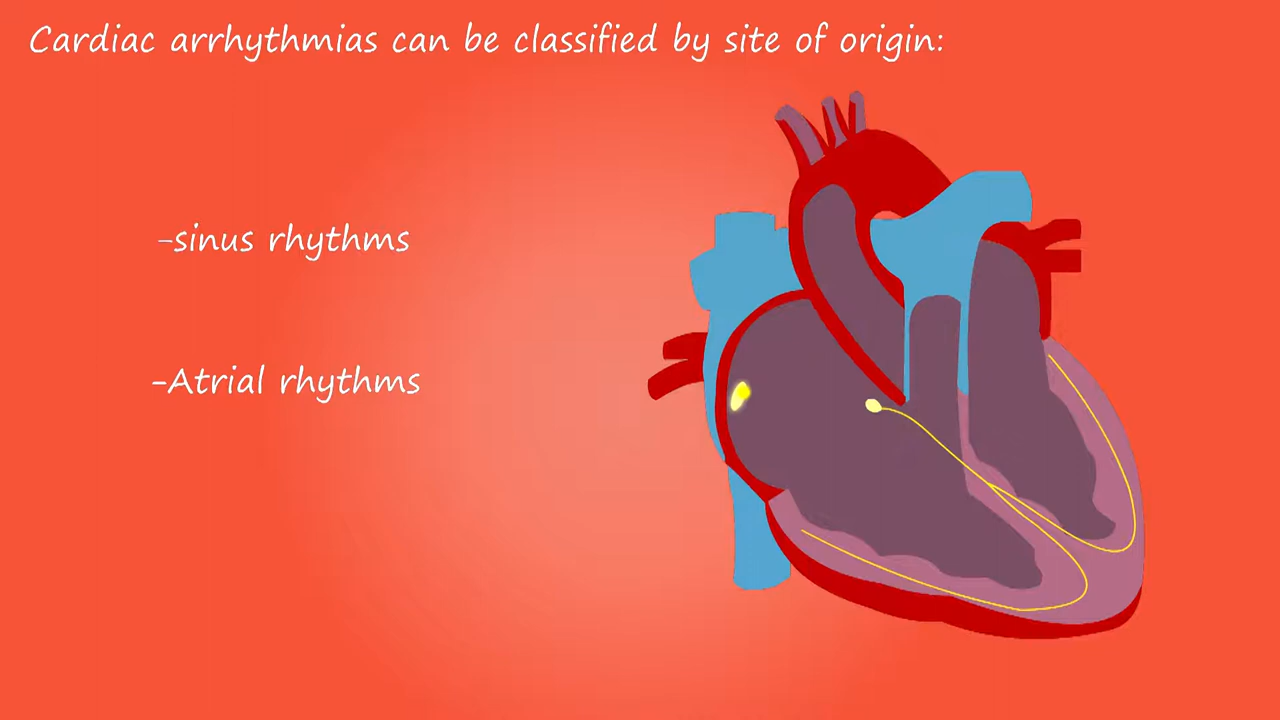 Cardiac arrhythmias can be classified by site of origin:
-sinus rhythms
-Atrial rhythms